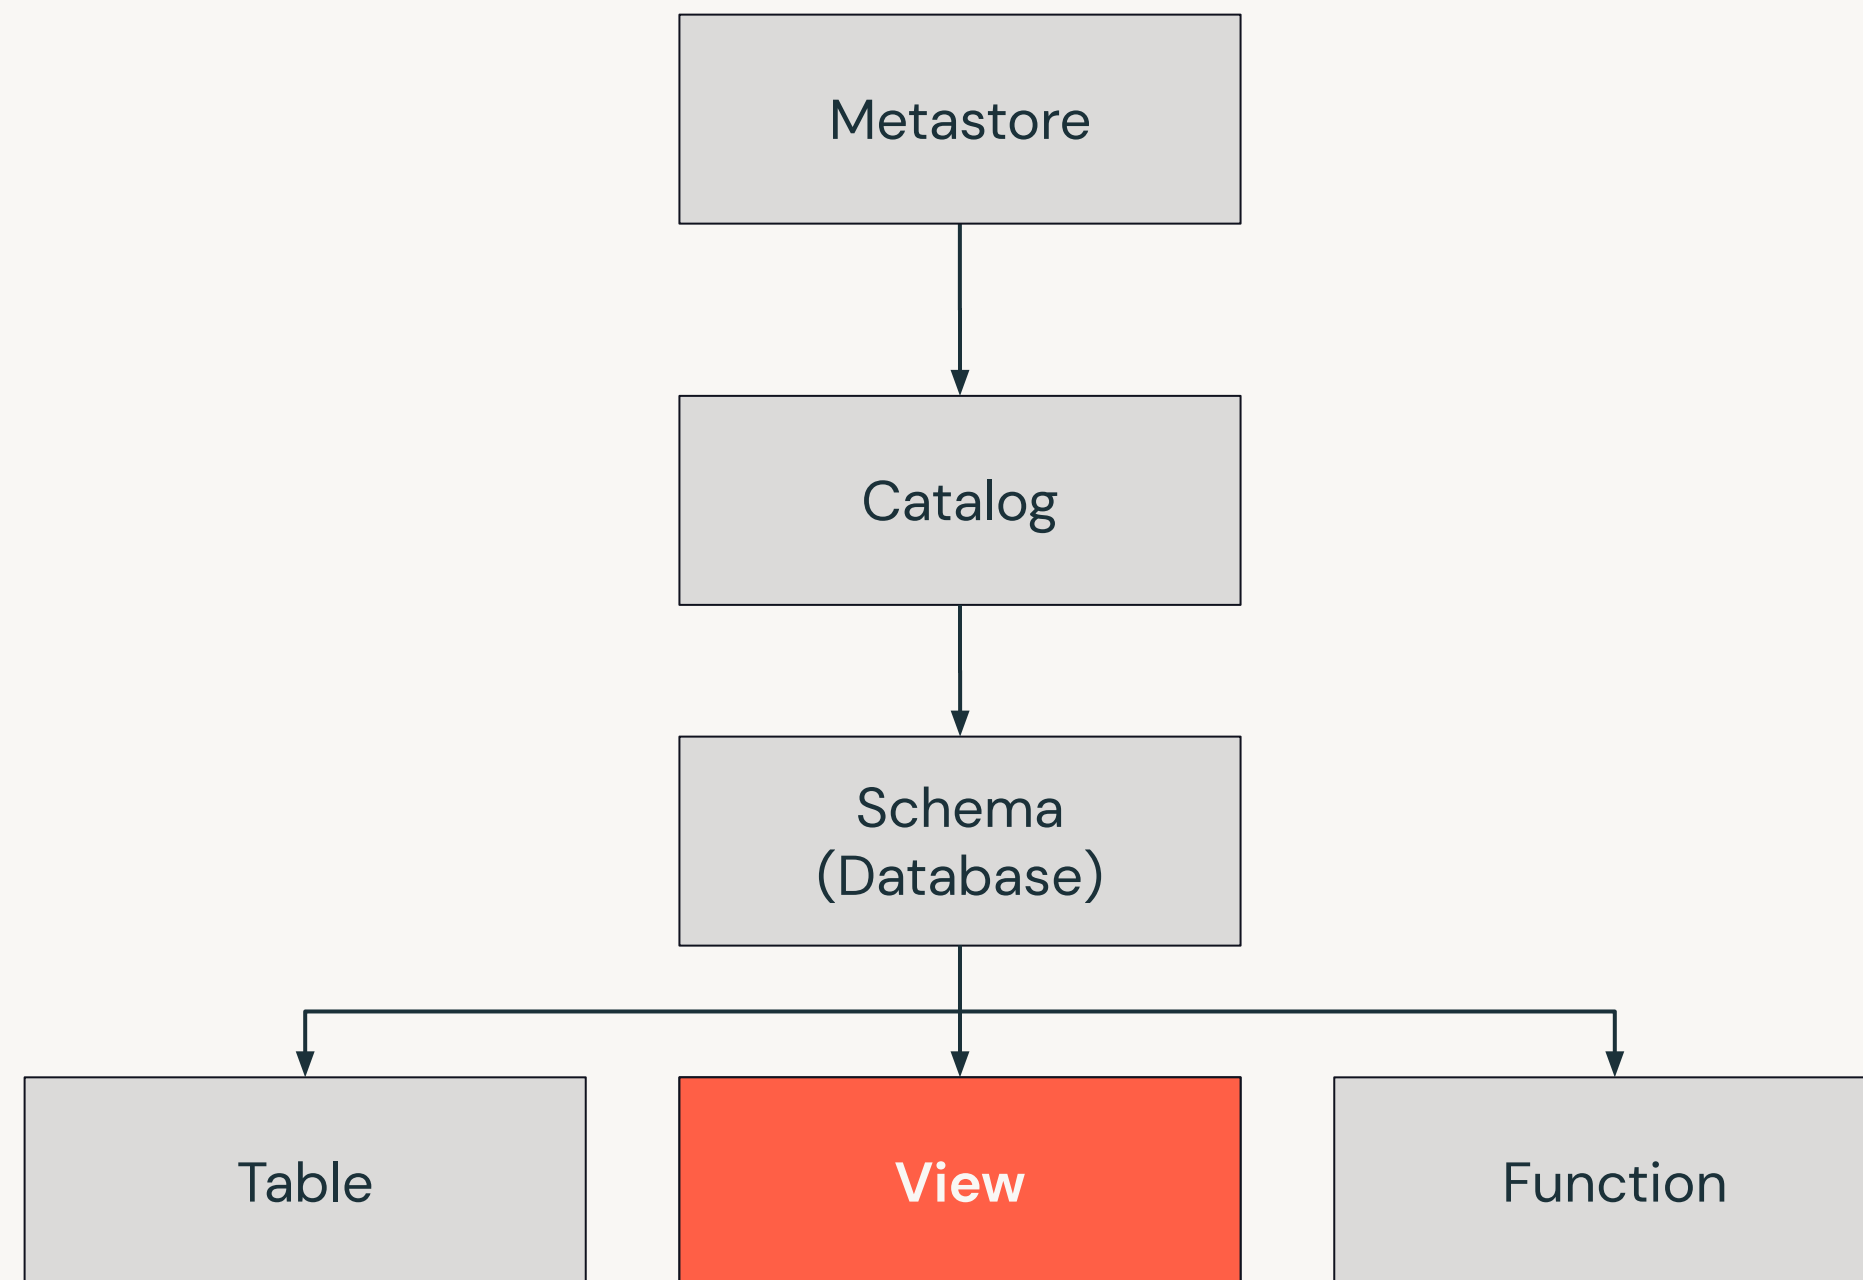 Metastore
Catalog
Schema
(Database)
Table
View
Function